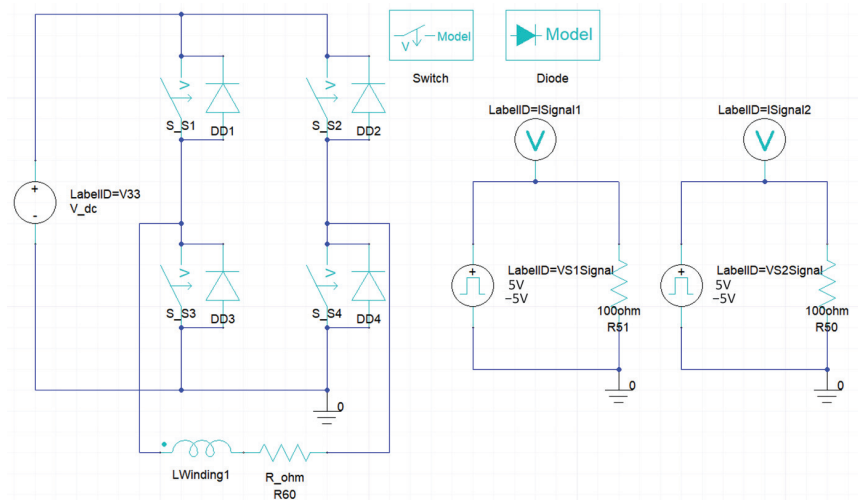 V
Model
Model
Switch
Diode
V
S_S1
DD1
V
S_S2
DD2
LabelID=ISignal1
V
LabelID=ISignal2
V
+
-
LabelID=V33
V_dc
V
S_S3
DD3
V
S_S4
DD4
+
LabelID=VS1Signal
5V
−5V
100ohm
R51
+
LabelID=VS2Signal
5V
−5V
100ohm
R50
0
0
0
LWinding1
R_ohm
R60